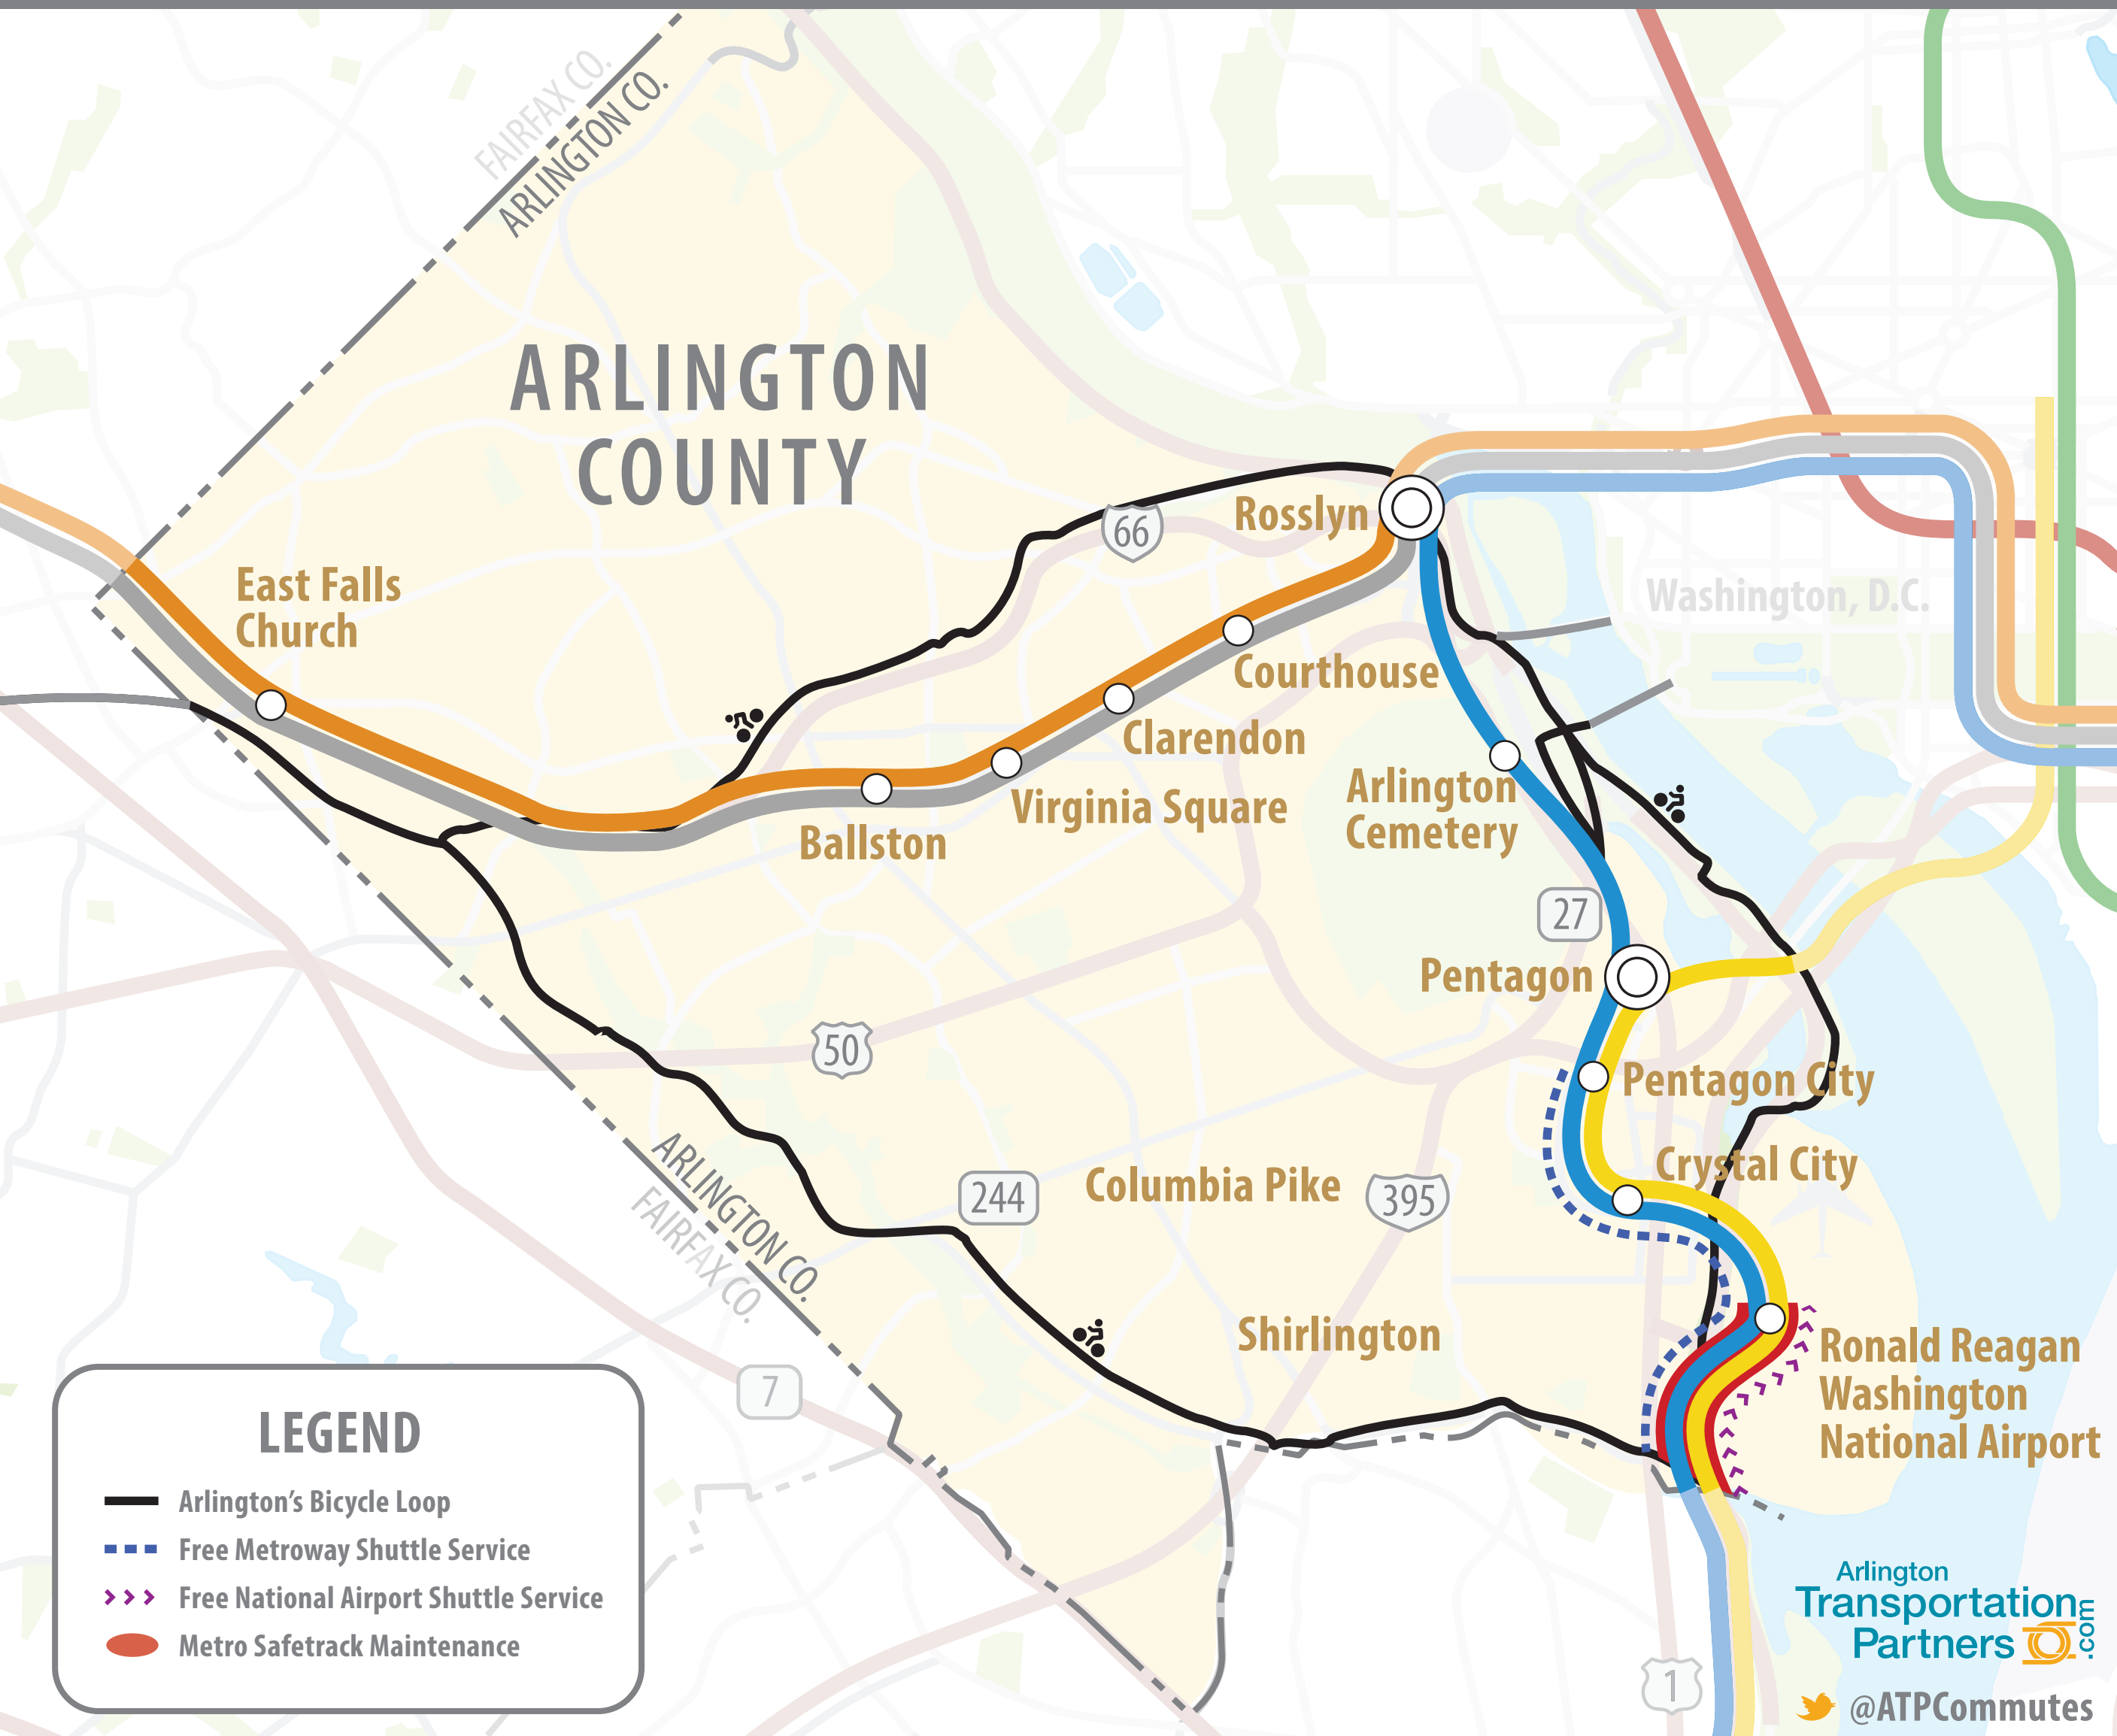 FAIRFAX CO.
ARLINGTON CO.
ARLINGTON
COUNTY
66
Rosslyn
East Falls
Church
Washington, D.C.
Courthouse
Clarendon
Virginia Square
Ballston
Arlington
Cemetery
27
Pentagon
50
Pentagon City
Crystal City
Columbia Pike
244
395
ARLINGTON CO.
FAIRFAX CO.
Shirlington
Ronald Reagan
Washington
National Airport
7
1
LEGEND
Arlington's Bicycle Loop
Free Metroway Shuttle Service
Free National Airport Shuttle Service
Metro Safetrack Maintenance
Arlington
Transportation
Partners
.com
@ATPCommutes